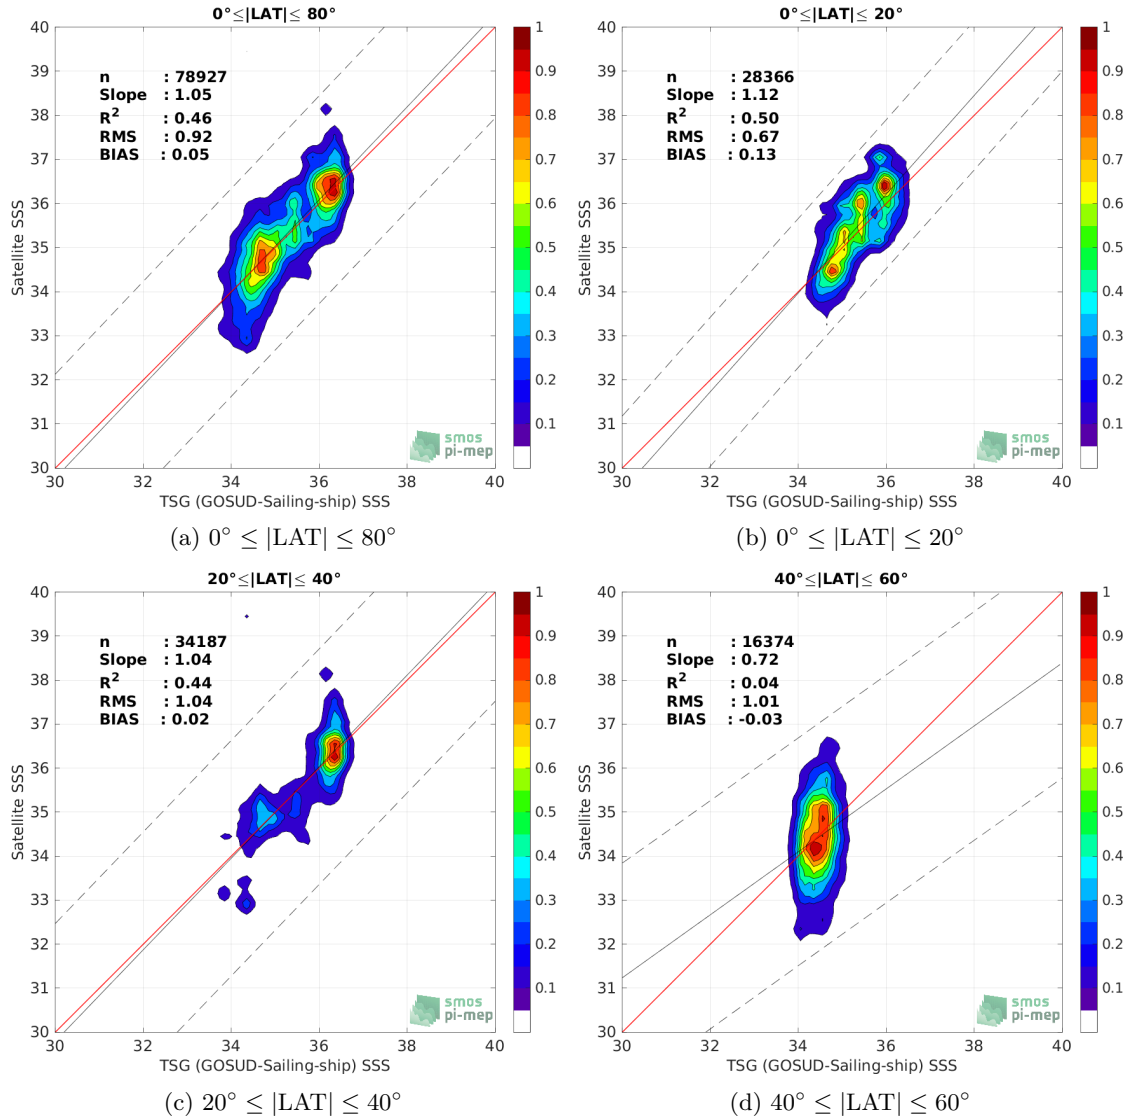 0°≤|LAT|≤ 80°
n : 78927
Slope : 1.05
R² : 0.46
RMS : 0.92
BIAS : 0.05
Satellite SSS
40
39
38
37
36
35
34
33
32
31
30
30 32 34 36 38 40
TSG (GOSUD-Sailing-ship) SSS
smos
pi-mep
1
0.9
0.8
0.7
0.6
0.5
0.4
0.3
0.2
0.1
(a) 0° ≤ |LAT| ≤ 80°
0°≤|LAT|≤ 20°
n : 28366
Slope : 1.12
R² : 0.50
RMS : 0.67
BIAS : 0.13
Satellite SSS
40
39
38
37
36
35
34
33
32
31
30
30 32 34 36 38 40
TSG (GOSUD-Sailing-ship) SSS
smos
pi-mep
1
0.9
0.8
0.7
0.6
0.5
0.4
0.3
0.2
0.1
(b) 0° ≤ |LAT| ≤ 20°
20°≤|LAT|≤ 40°
n : 34187
Slope : 1.04
R² : 0.44
RMS : 1.04
BIAS : 0.02
Satellite SSS
40
39
38
37
36
35
34
33
32
31
30
30 32 34 36 38 40
TSG (GOSUD-Sailing-ship) SSS
smos
pi-mep
1
0.9
0.8
0.7
0.6
0.5
0.4
0.3
0.2
0.1
(c) 20° ≤ |LAT| ≤ 40°
40°≤|LAT|≤ 60°
n : 16374
Slope : 0.72
R² : 0.04
RMS : 1.01
BIAS : -0.03
Satellite SSS
40
39
38
37
36
35
34
33
32
31
30
30 32 34 36 38 40
TSG (GOSUD-Sailing-ship) SSS
smos
pi-mep
1
0.9
0.8
0.7
0.6
0.5
0.4
0.3
0.2
0.1
(d) 40° ≤ |LAT| ≤ 60°